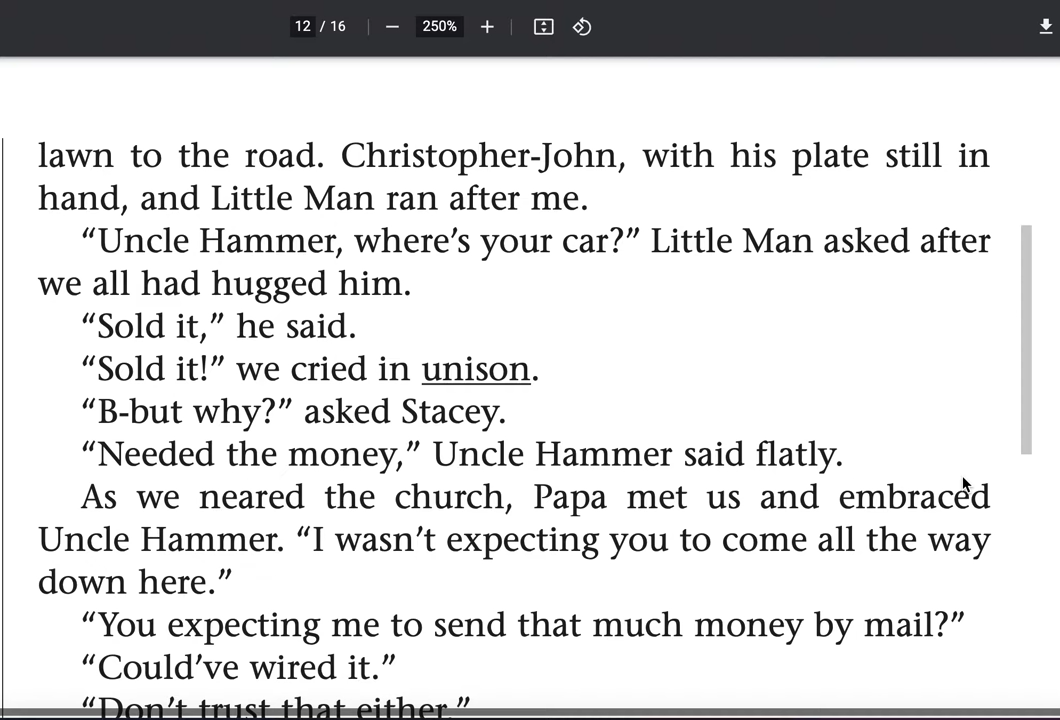 12 / 16 250%
lawn to the road. Christopher-John, with his plate still in
hand, and Little Man ran after me.
“Uncle Hammer, where’s your car?” Little Man asked after
we all had hugged him.
“Sold it,” he said.
“Sold it!” we cried in unison.
“B-but why?” asked Stacey.
“Needed the money,” Uncle Hammer said flatly.
As we neared the church, Papa met us and embraced
Uncle Hammer. “I wasn’t expecting you to come all the way
down here.”
“You expecting me to send that much money by mail?”
“Could’ve wired it.”
“Don’t trust that either.”